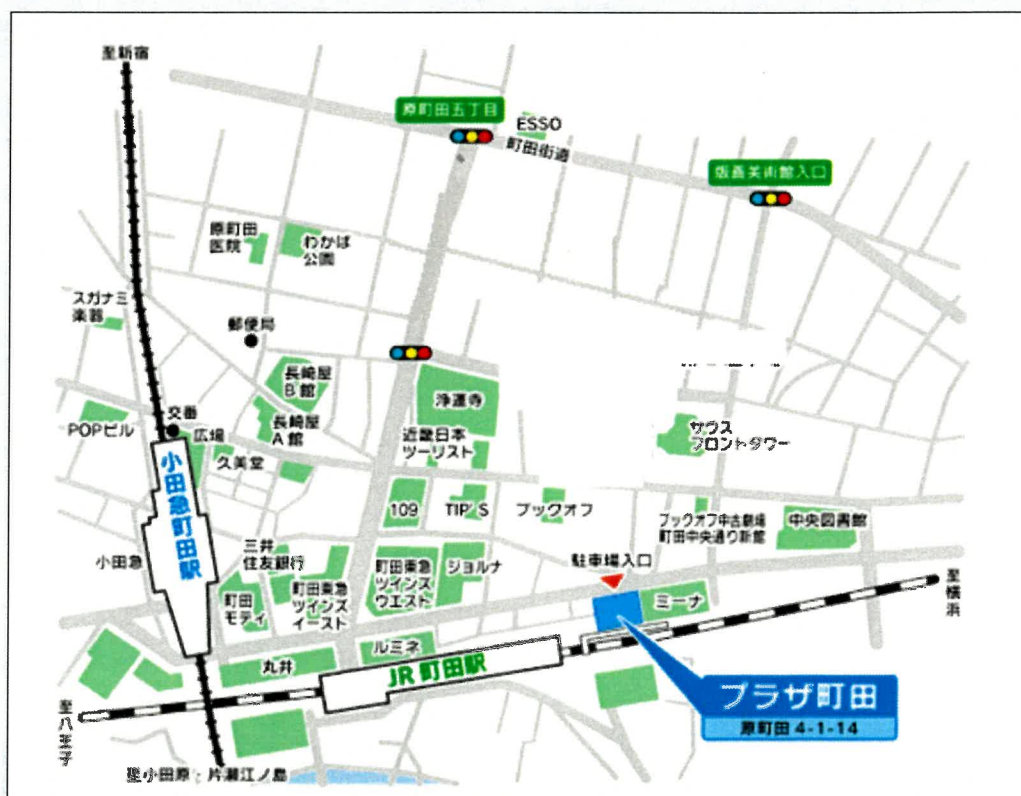 至新宿
原町田五丁目
ESSO
町田街道
版画美術館入口
原町田
医院
わかば
公園
スガナミ
楽器
郵便局
長崎屋
B館
浄運寺
POPビル
交番
広場
長崎屋
A館
久美堂
近畿日本
ツーリスト
サウス
フロントタワー
小田急町田駅
109
TIP'S
ブックオフ
ブックオフ中古劇場
町田中央通り新館
中央図書館
小田急
三井
住友銀行
町田
モディ
町田東急
ツインズ
イースト
町田東急
ツインズ
ウエスト
ジョルナ
駐車場入口
ミーナ
至横浜
丸井
ルミネ
JR町田駅
プラザ町田
原町田 4-1-14
至八王子
至小田原・片瀬江ノ島